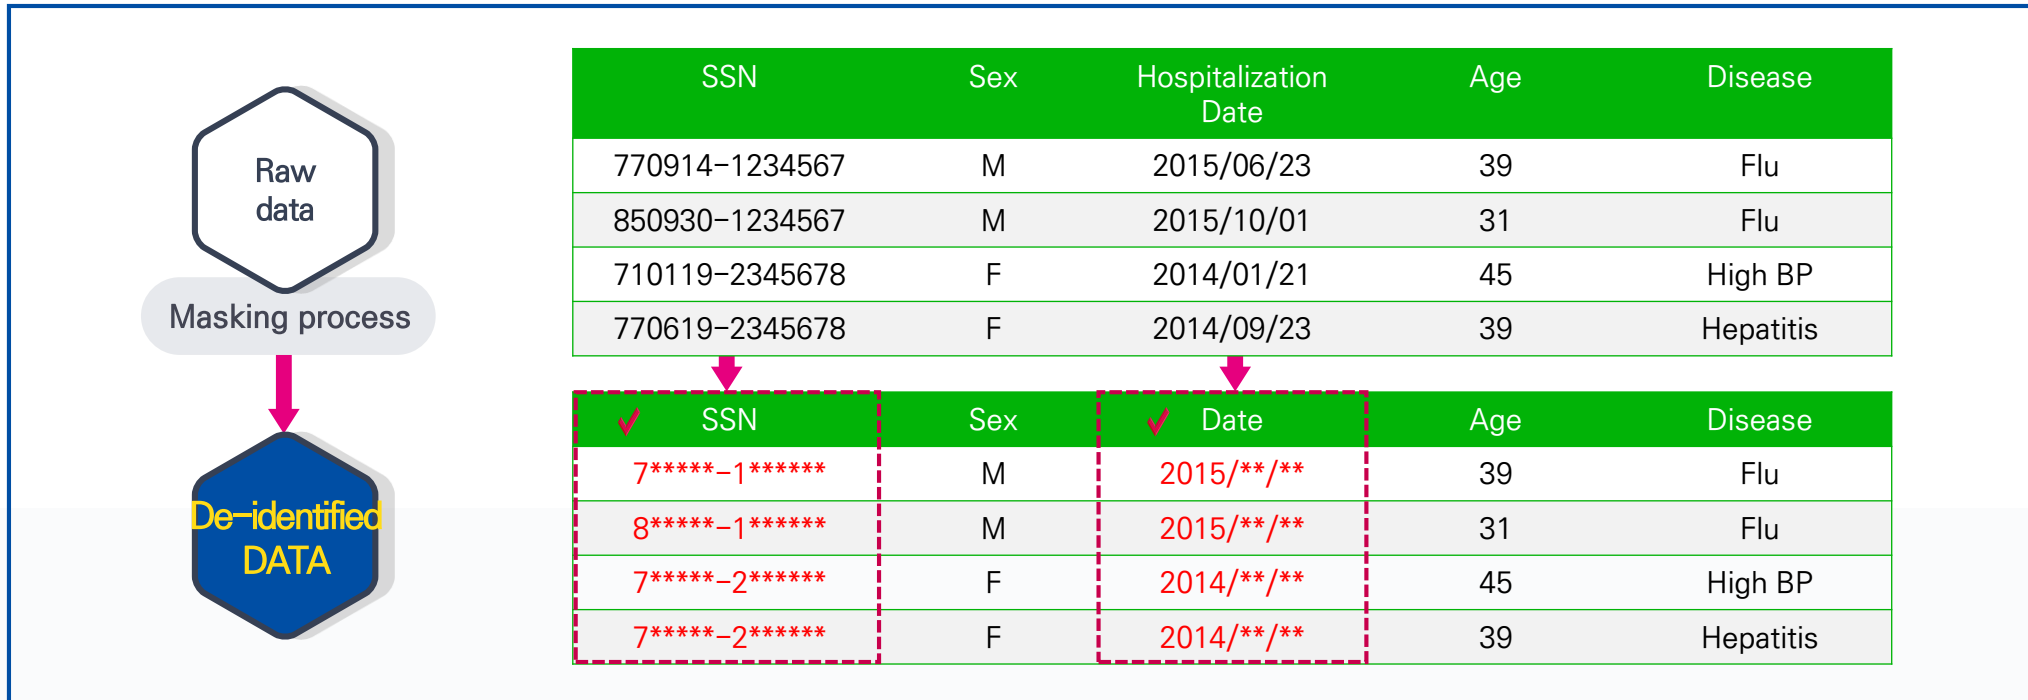 Raw
data
Masking process
De-identified
DATA
SSN Sex Hospitalization Date Age Disease
770914-1234567 M 2015/06/23 39 Flu
850930-1234567 M 2015/10/01 31 Flu
710119-2345678 F 2014/01/21 45 High BP
770619-2345678 F 2014/09/23 39 Hepatitis
SSN Sex Date Age Disease
7*****-1****** M 2015/**/** 39 Flu
8*****-1****** M 2015/**/** 31 Flu
7*****-2****** F 2014/**/** 45 High BP
7*****-2****** F 2014/**/** 39 Hepatitis